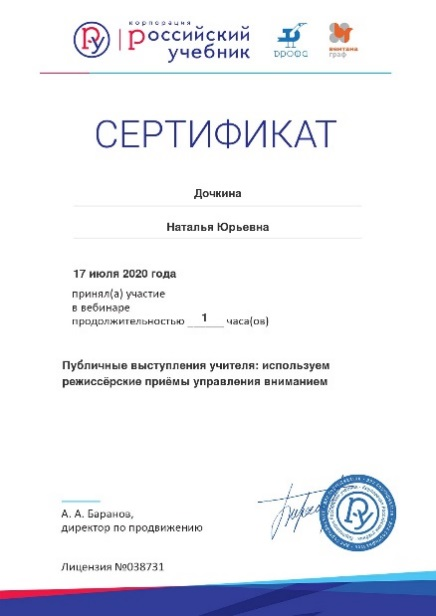 корпорация
российский
учебник
дрофа
вентана
граф
СЕРТИФИКАТ
Дочкина
Наталья Юрьевна
17 июля 2020 года
принял(а) участие
в вебинаре
продолжительностью 1 часа(ов)
Публичные выступления учителя: используем
режиссёрские приёмы управления вниманием
А. А. Баранов,
директор по продвижению
Лицензия №038731